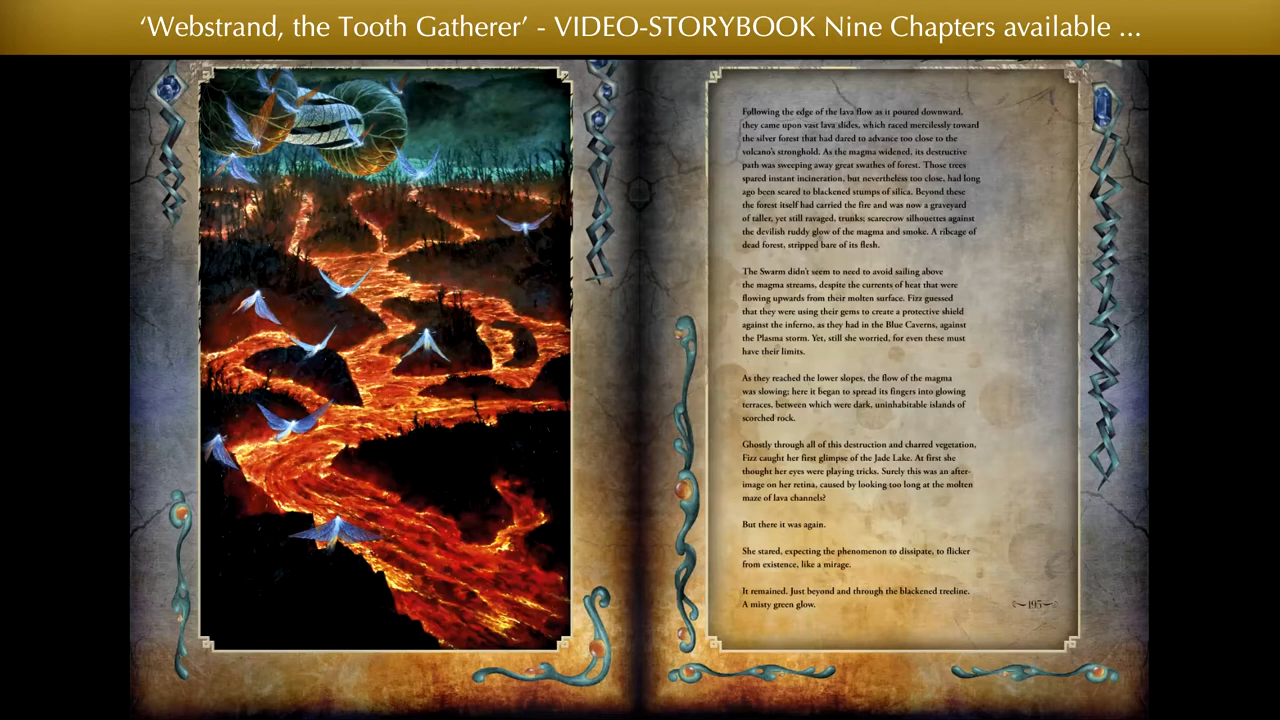 ‘Webstrand, the Tooth Gatherer’ - VIDEO-STORYBOOK Nine Chapters available ...
Following the edge of the lava flow as it poured downward,
they came upon vast lava slides, which raced mercilessly toward
the silver forest that had dared to advance too close to the
volcano's stronghold. As the magma widened, its destructive
path was sweeping away great swathes of forest. Those trees
spared instant incineration, but nevertheless too close, had long
ago been seared to blackened stumps of silica. Beyond these
the forest itself had carried the fire and was now a graveyard
of taller, yet still ravaged, trunks; scarecrow silhouettes against
the devilish ruddy glow of the magma and smoke. A ribcage of
dead forest, stripped bare of its flesh.
The Swarm didn't seem to need to avoid sailing above
the magma streams, despite the currents of heat that were
flowing upwards from their molten surface. Fizz guessed
that they were using their gems to create a protective shield
against the inferno, as they had in the Blue Caverns, against
the Plasma storm. Yet, still she worried, for even these must
have their limits.
As they reached the lower slopes, the flow of the magma
was slowing; here it began to spread its fingers into glowing
terraces, between which were dark, uninhabitable islands of
scorched rock.
Ghostly through all of this destruction and charred vegetation,
Fizz caught her first glimpse of the Jade Lake. At first she
thought her eyes were playing tricks. Surely this was an after-
image on her retina, caused by looking too long at the molten
maze of lava channels?
But there it was again.
She stared, expecting the phenomenon to dissipate, to flicker
from existence, like a mirage.
It remained. Just beyond and through the blackened treeline.
A misty green glow.
195